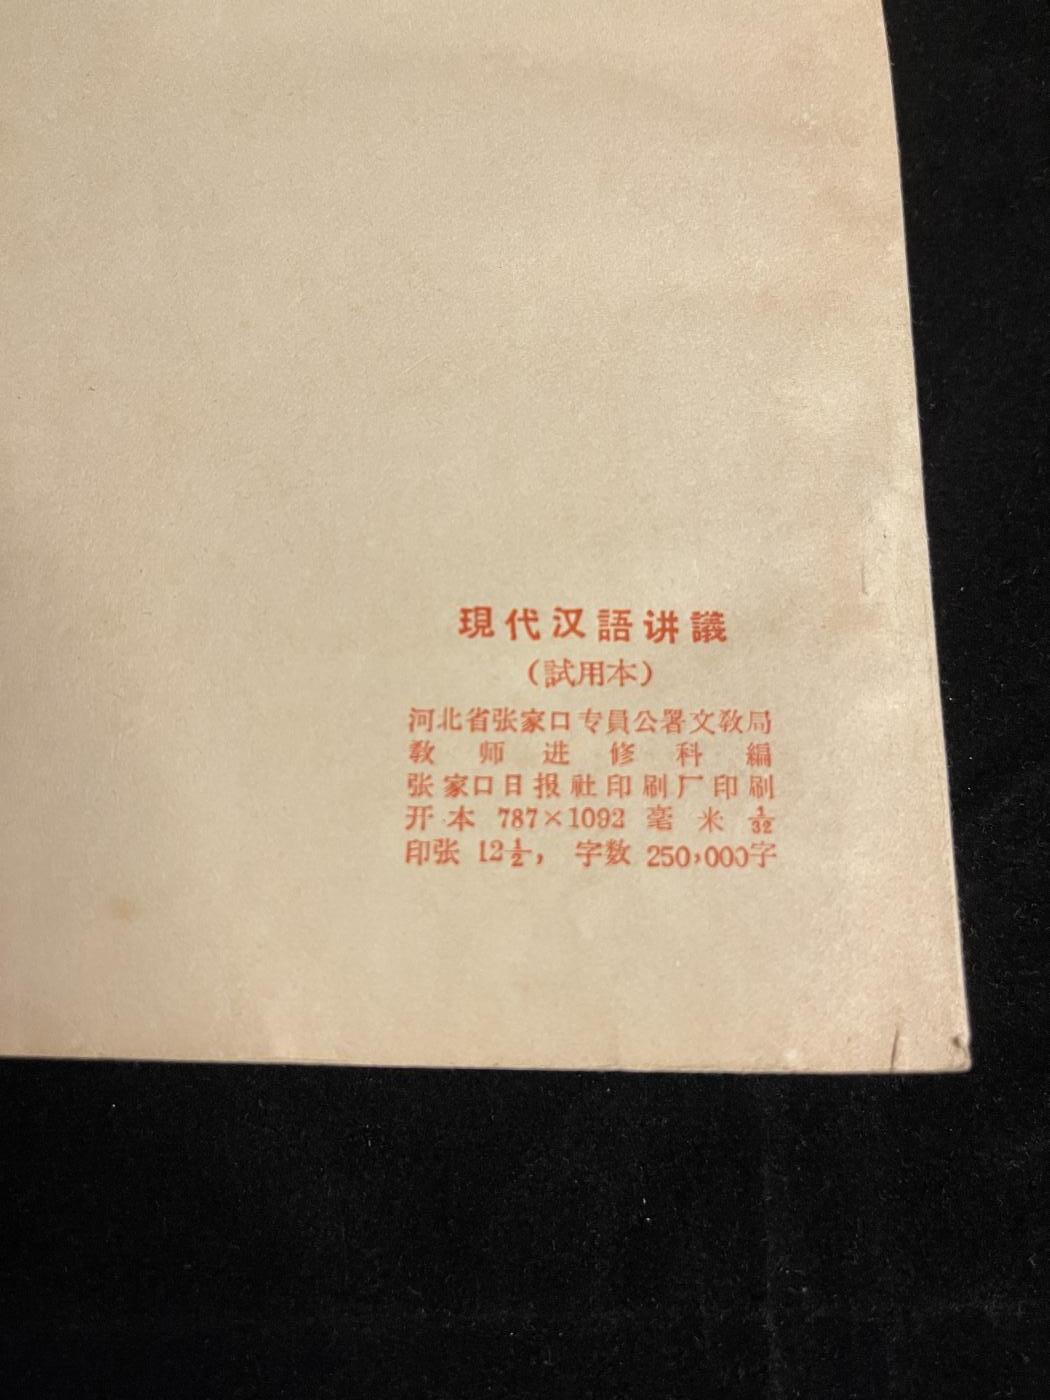 現代汉語讲議
(試用本)
河北省张家口专員公署文敎局
敎师进修科編
张家口日报社印刷厂印刷
开本 787×1092 毫米 1/32
印张 12½, 字数 250,000字